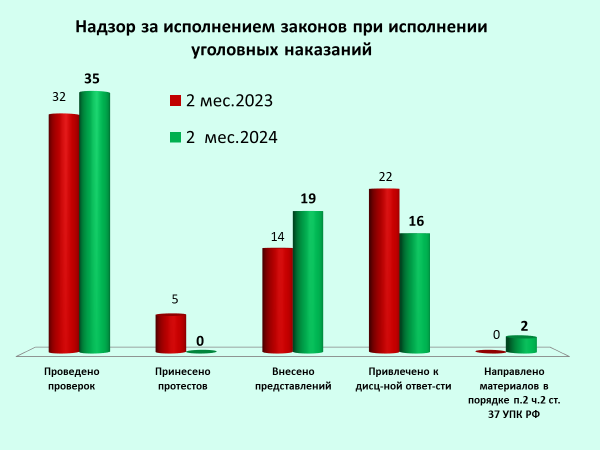 Надзор за исполнением законов при исполнении
уголовных наказаний
2 мес.2023
2 мес.2024
32
35
5
0
14
19
22
16
0
2
Проведено
проверок
Принесено
протестов
Внесено
представлений
Привлечено к
дисц-ной ответ-сти
Направлено
материалов в
порядке п.2 ч.2 ст.
37 УПК РФ